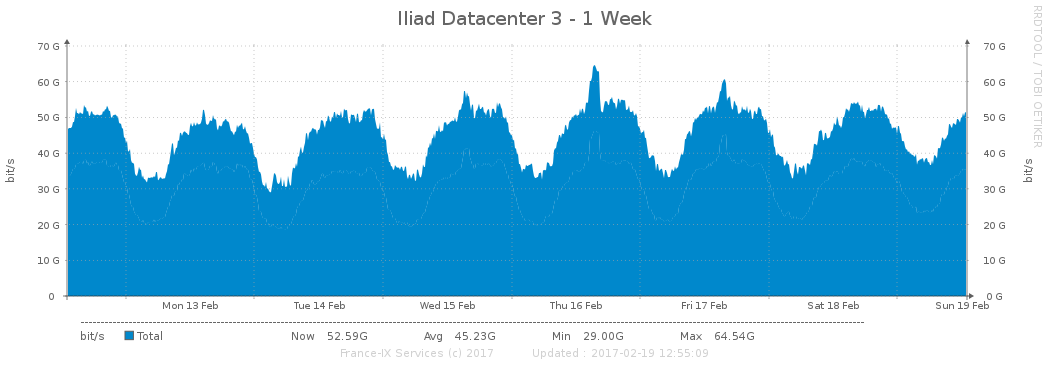 Iliad Datacenter 3 - 1 Week
RRDTOOL / TOBI OETIKER
70 G 70 G
60 G 60 G
50 G 50 G
40 G 40 G
30 G 30 G
20 G 20 G
10 G 10 G
0 0 G
bit/s bit/s
Mon 13 Feb Tue 14 Feb Wed 15 Feb Thu 16 Feb Fri 17 Feb Sat 18 Feb Sun 19 Feb
bit/s Total Now 52.59G Avg 45.23G Min 29.00G Max 64.54G
France-IX Services (c) 2017 Updated : 2017-02-19 12:55:09